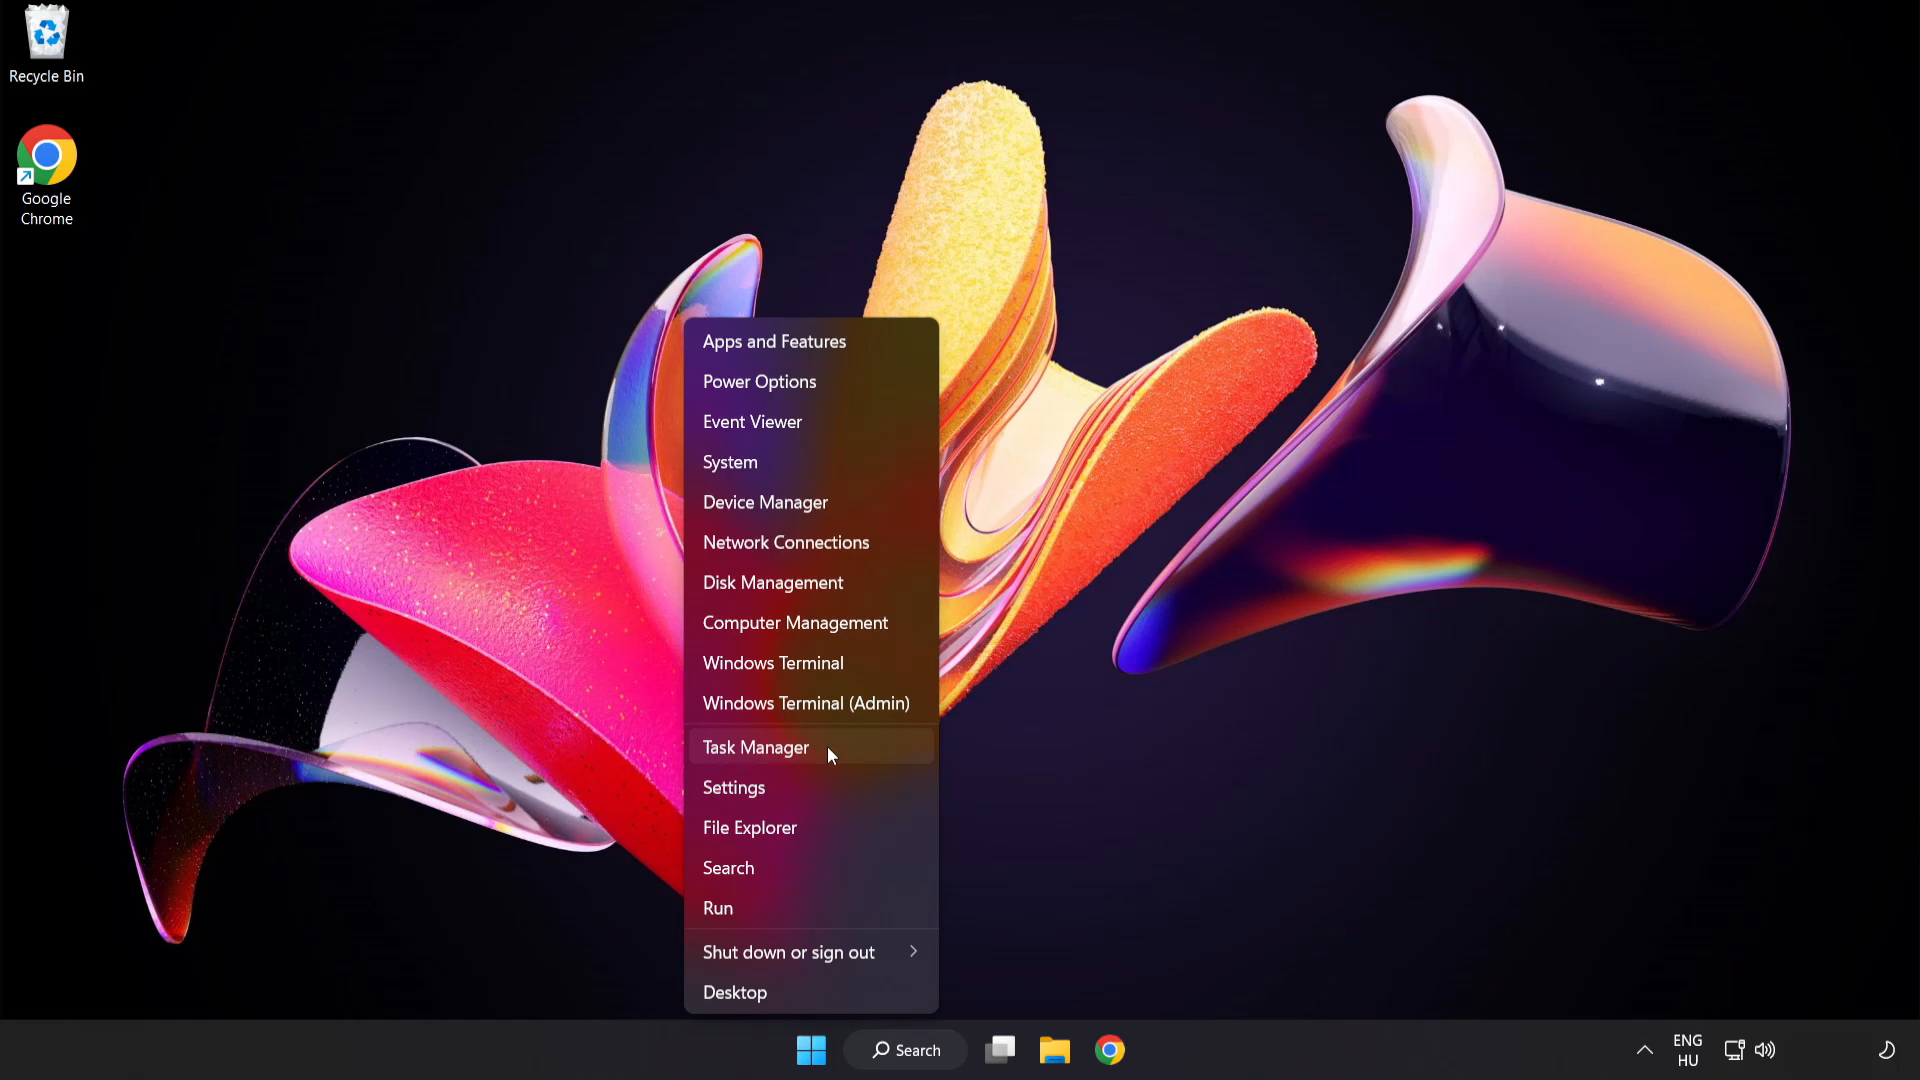 Recycle Bin
Google
Chrome
Apps and Features
Power Options
Event Viewer
System
Device Manager
Network Connections
Disk Management
Computer Management
Windows Terminal
Windows Terminal (Admin)
Task Manager
Settings
File Explorer
Search
Run
Shut down or sign out
Desktop
Search
ENG
HU